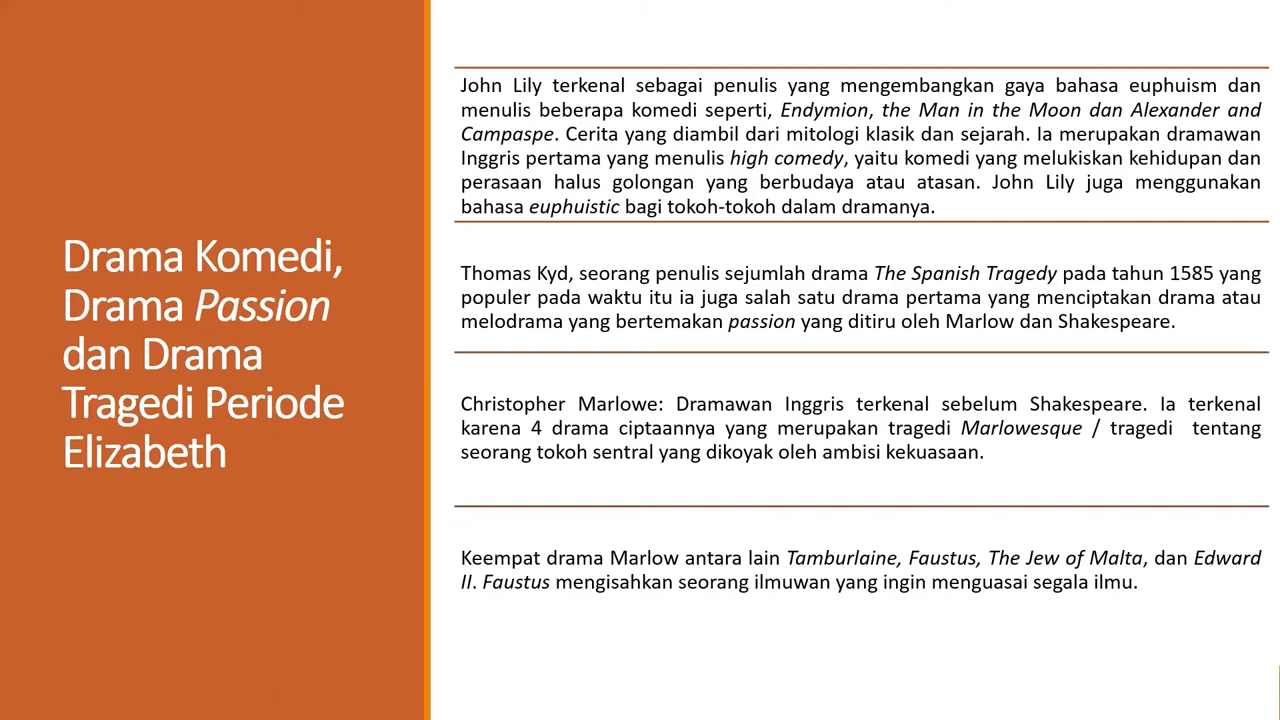 Drama Komedi,
Drama Passion
dan Drama
Tragedi Periode
Elizabeth
John Lily terkenal sebagai penulis yang mengembangkan gaya bahasa euphuism dan
menulis beberapa komedi seperti, Endymion, the Man in the Moon dan Alexander and
Campaspe. Cerita yang diambil dari mitologi klasik dan sejarah. Ia merupakan dramawan
Inggris pertama yang menulis high comedy, yaitu komedi yang melukiskan kehidupan dan
perasaan halus golongan yang berbudaya atau atasan. John Lily juga menggunakan
bahasa euphuistic bagi tokoh-tokoh dalam dramanya.
Thomas Kyd, seorang penulis sejumlah drama The Spanish Tragedy pada tahun 1585 yang
populer pada waktu itu ia juga salah satu drama pertama yang menciptakan drama atau
melodrama yang bertemakan passion yang ditiru oleh Marlow dan Shakespeare.
Christopher Marlowe: Dramawan Inggris terkenal sebelum Shakespeare. Ia terkenal
karena 4 drama ciptaannya yang merupakan tragedi Marlowesque / tragedi tentang
seorang tokoh sentral yang dikoyak oleh ambisi kekuasaan.
Keempat drama Marlow antara lain Tamburlaine, Faustus, The Jew of Malta, dan Edward
II. Faustus mengisahkan seorang ilmuwan yang ingin menguasai segala ilmu.